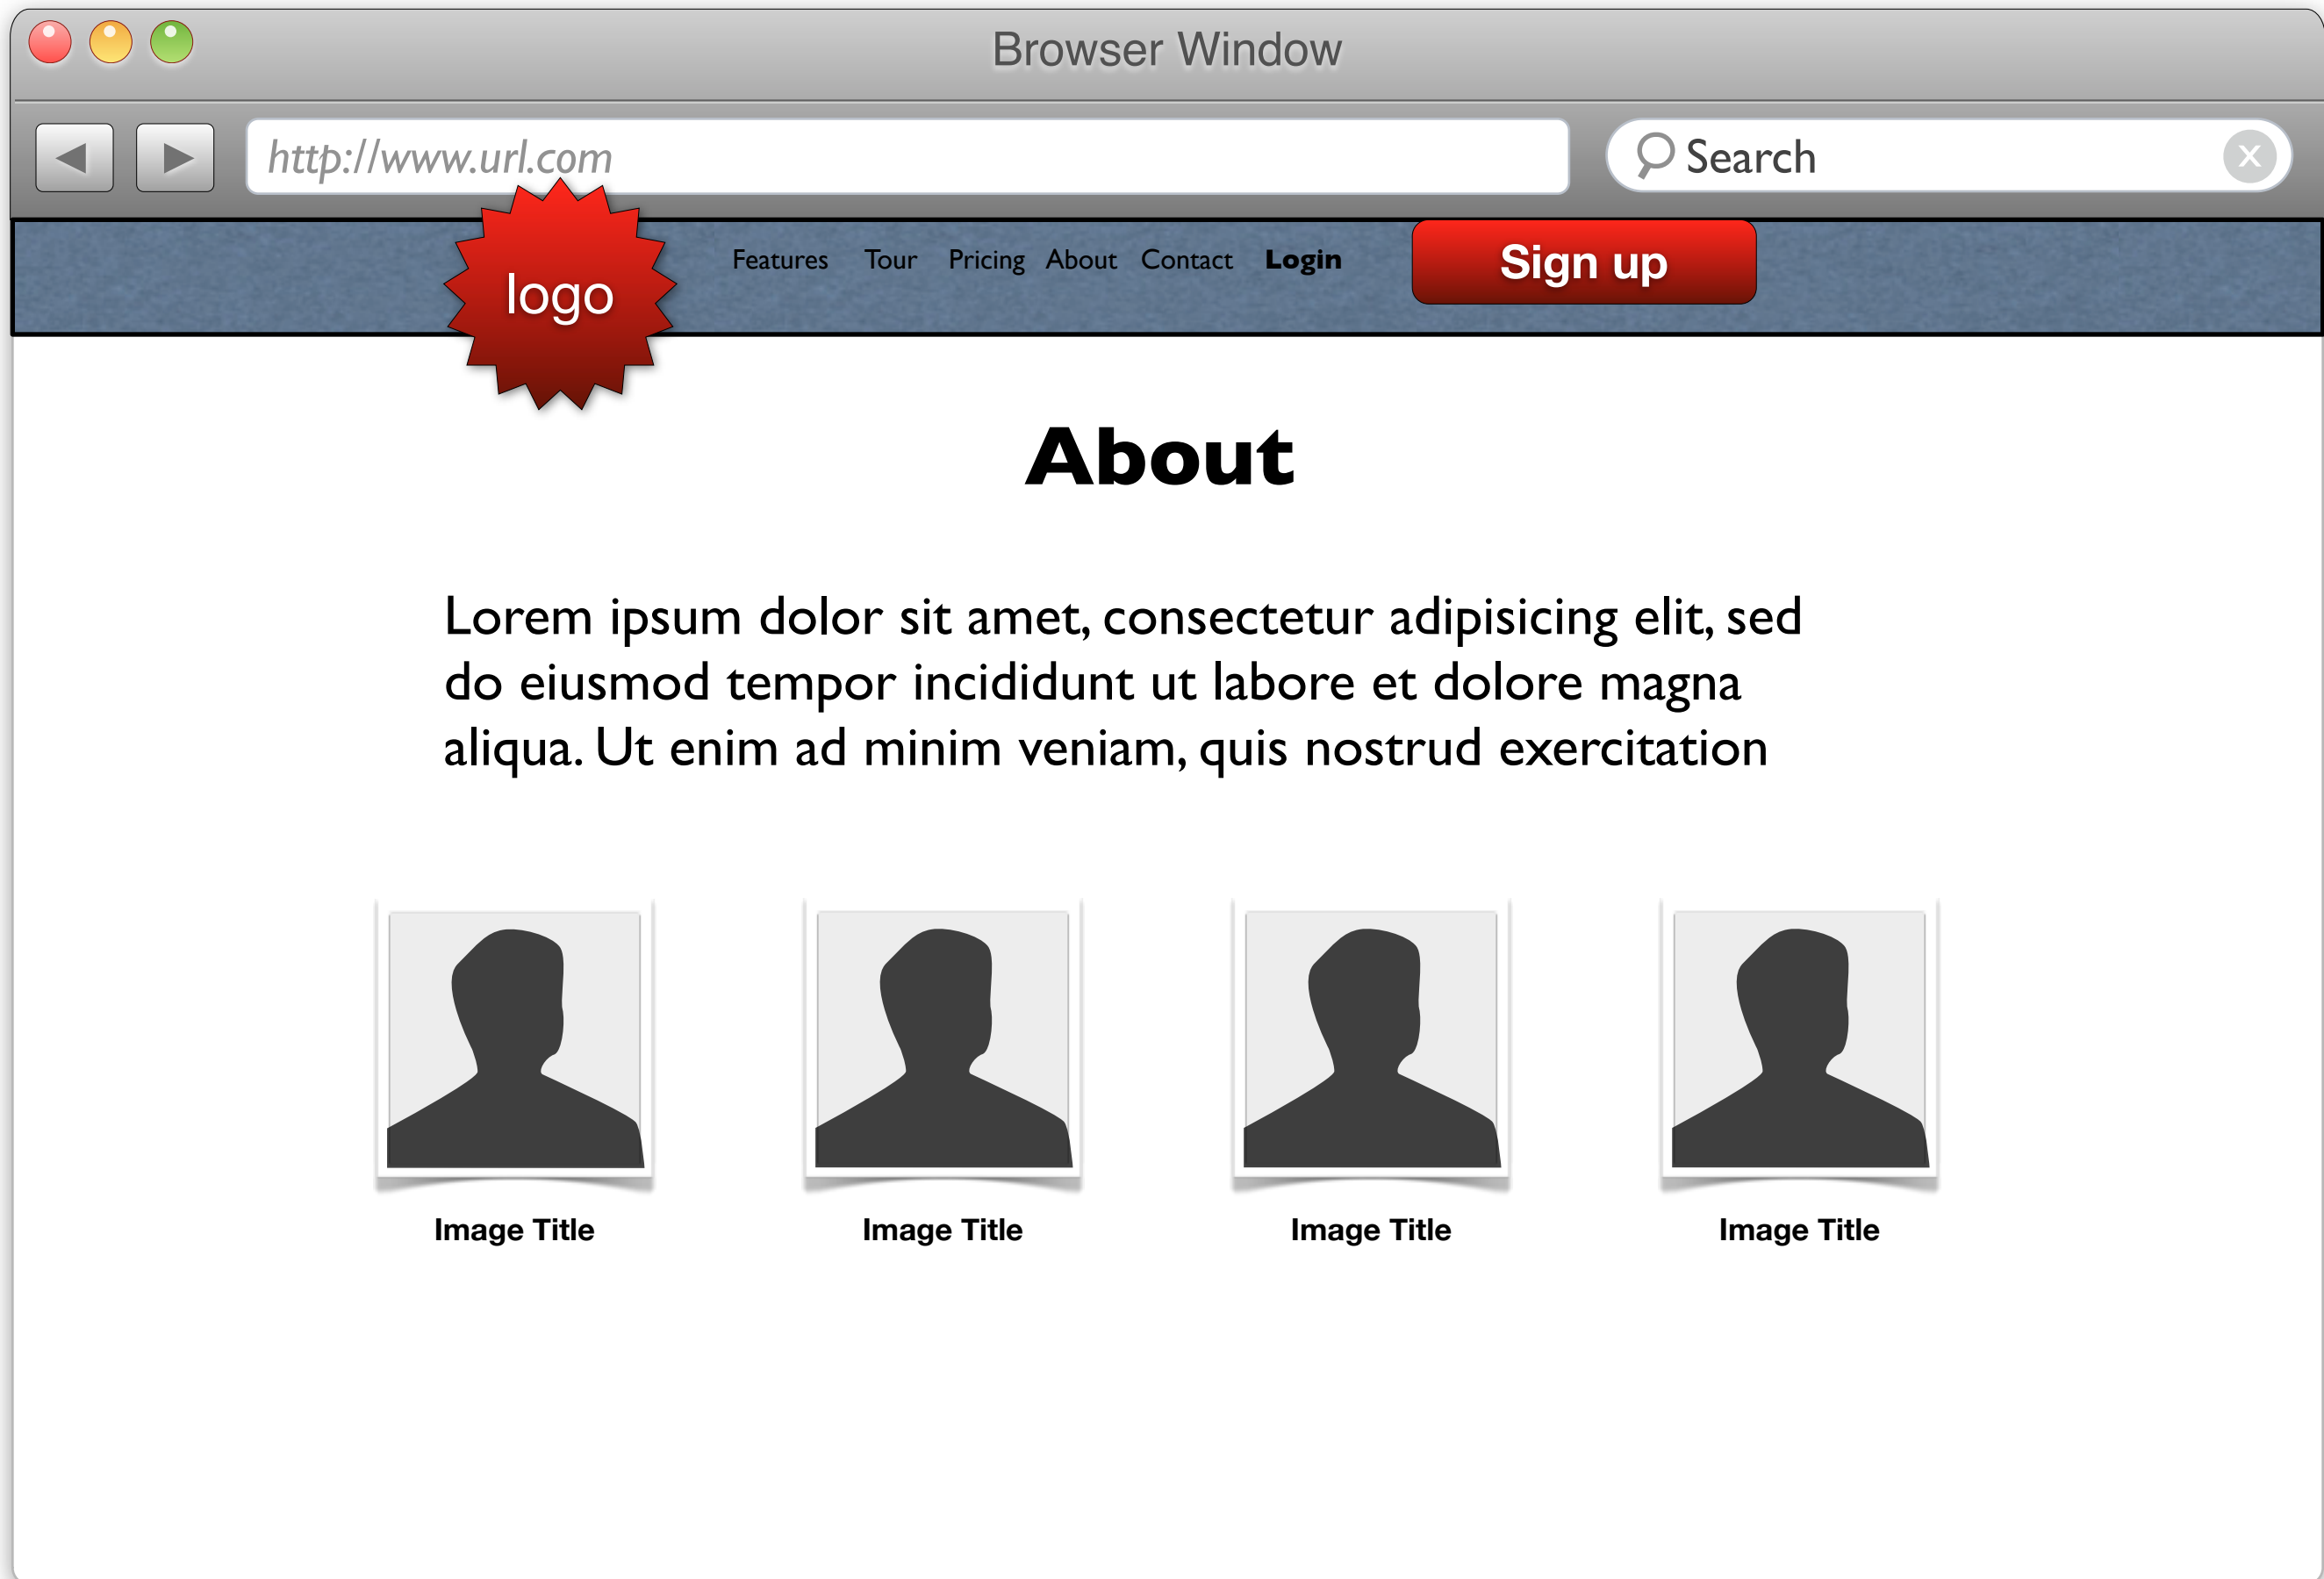 Browser Window
http://www.url.com
Search
x
logo
Features Tour Pricing About Contact Login
Sign up
About
Lorem ipsum dolor sit amet, consectetur adipisicing elit, sed
do eiusmod tempor incididunt ut labore et dolore magna
aliqua. Ut enim ad minim veniam, quis nostrud exercitation
Image Title
Image Title
Image Title
Image Title